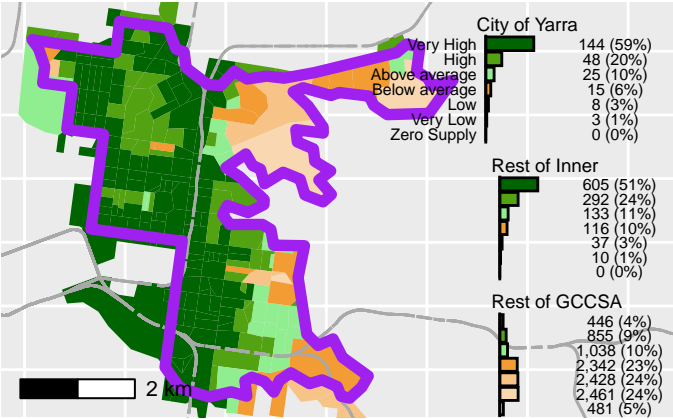 City of Yarra
Very High 144 (59%)
High 48 (20%)
Above average 25 (10%)
Below average 15 (6%)
Low 8 (3%)
Very Low 3 (1%)
Zero Supply 0 (0%)
Rest of Inner
605 (51%)
292 (24%)
133 (11%)
116 (10%)
37 (3%)
10 (1%)
0 (0%)
Rest of GCCSA
446 (4%)
855 (9%)
1,038 (10%)
2,342 (23%)
2,428 (24%)
2,461 (24%)
481 (5%)
2 km